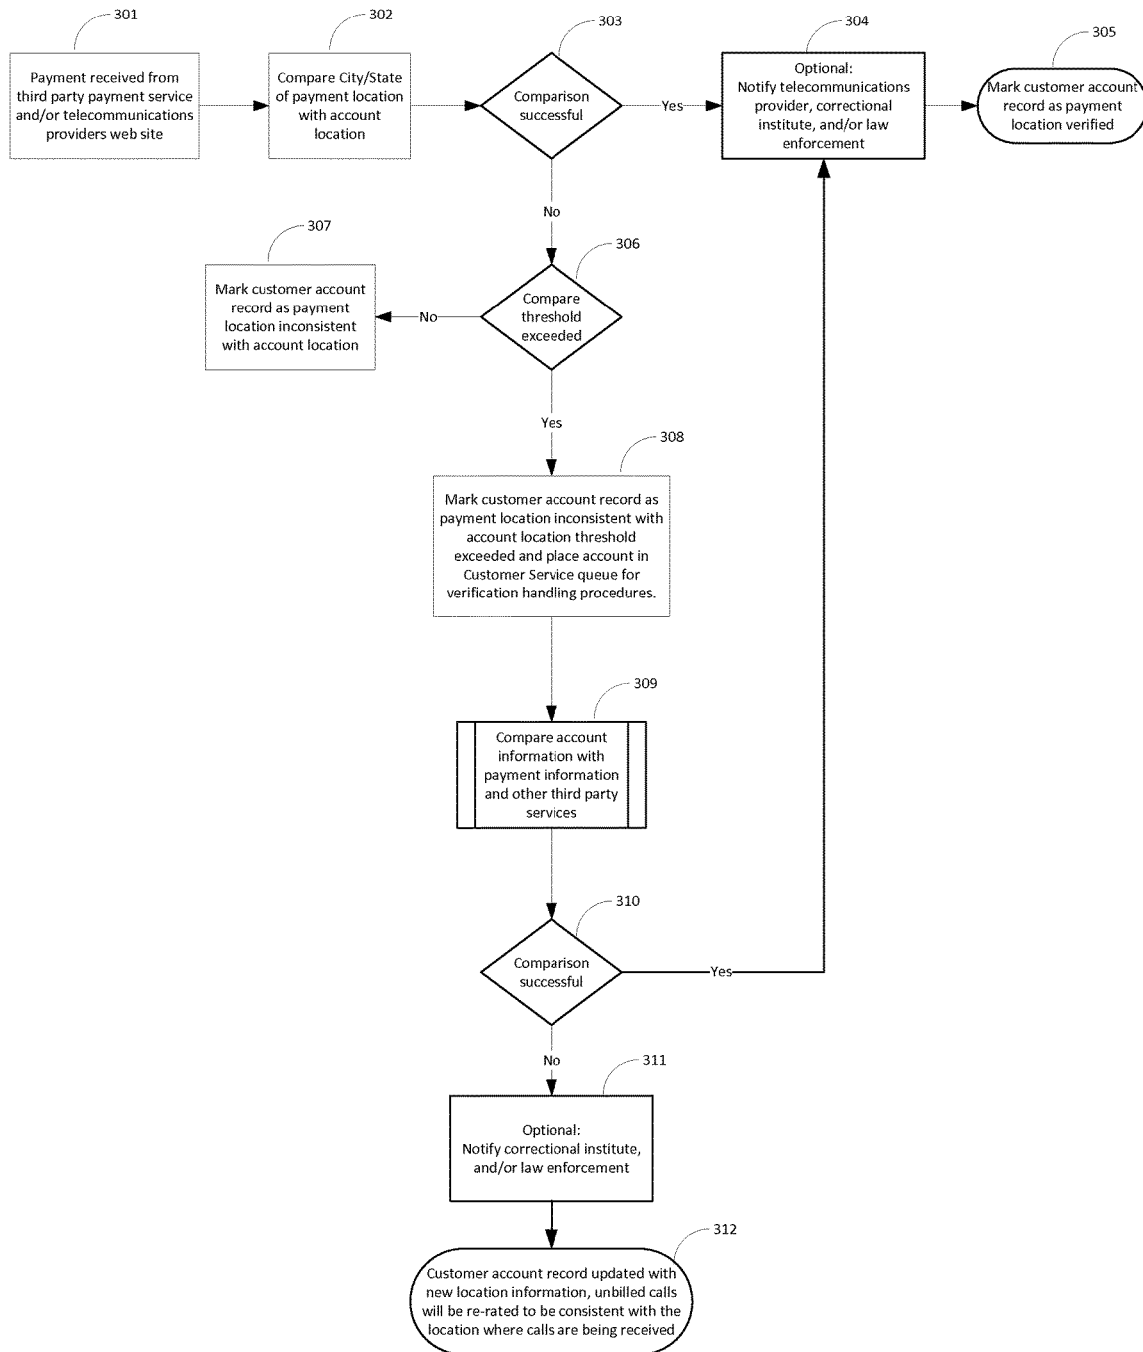 301
302
303
304
305
Payment received from
third party payment service
and/or telecommunications
providers web site
Compare City/State
of payment location
with account
location
Comparison
successful
Yes
Optional:
Notify telecommunications
provider, correctional
institute, and/or law
enforcement
Mark customer account
record as payment
location verified
No
307
306
Mark customer account
record as payment
location inconsistent
with account location
No
Compare
threshold
exceeded
Yes
308
Mark customer account record as
payment location inconsistent with
account location threshold
exceeded and place account in
Customer Service queue for
verification handling procedures.
309
Compare account
information with
payment information
and other third party
services
310
Comparison
successful
Yes
No
311
Optional:
Notify correctional institute,
and/or law enforcement
312
Customer account record updated with
new location information, unbilled calls
will be re-rated to be consistent with the
location where calls are being received